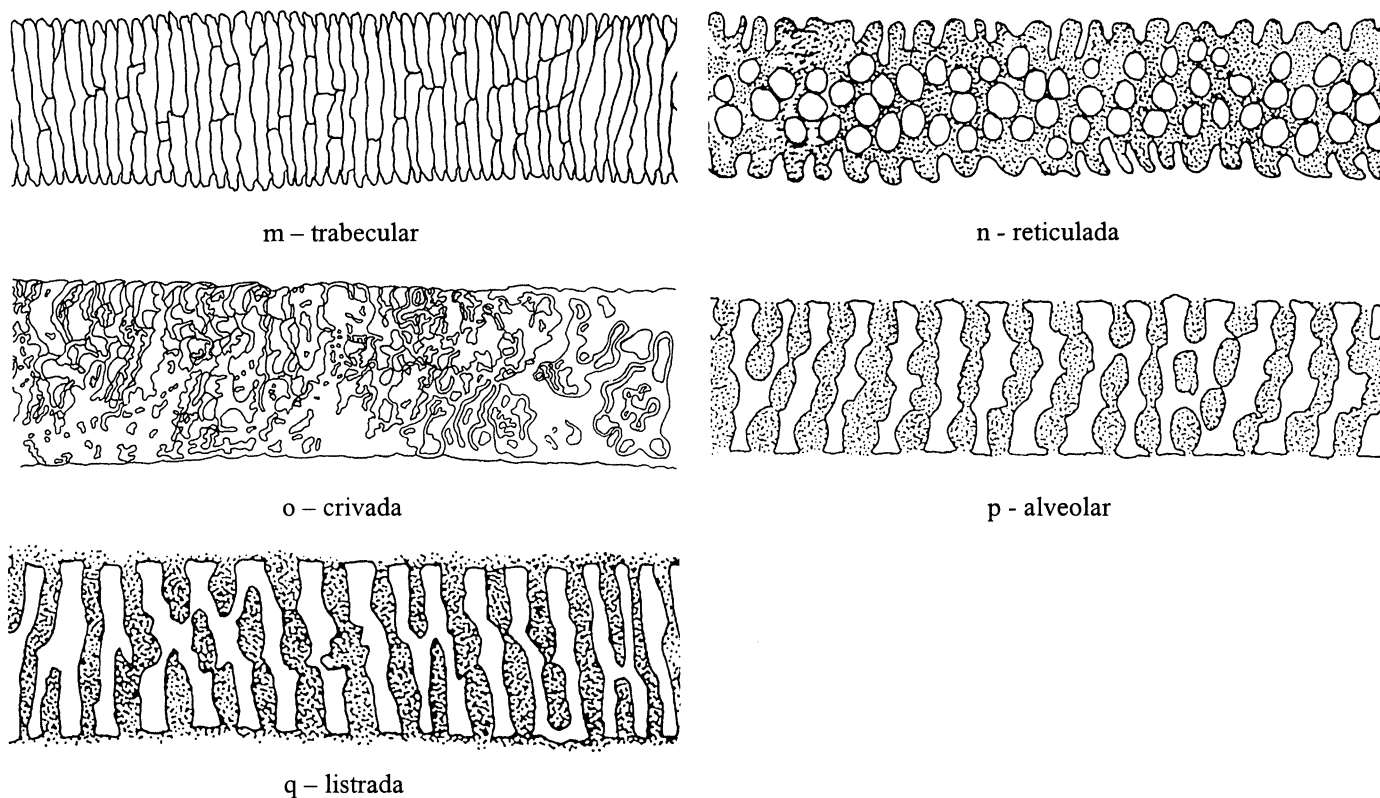 m – trabecular
n - reticulada
o – crivada
p - alveolar
q – listrada